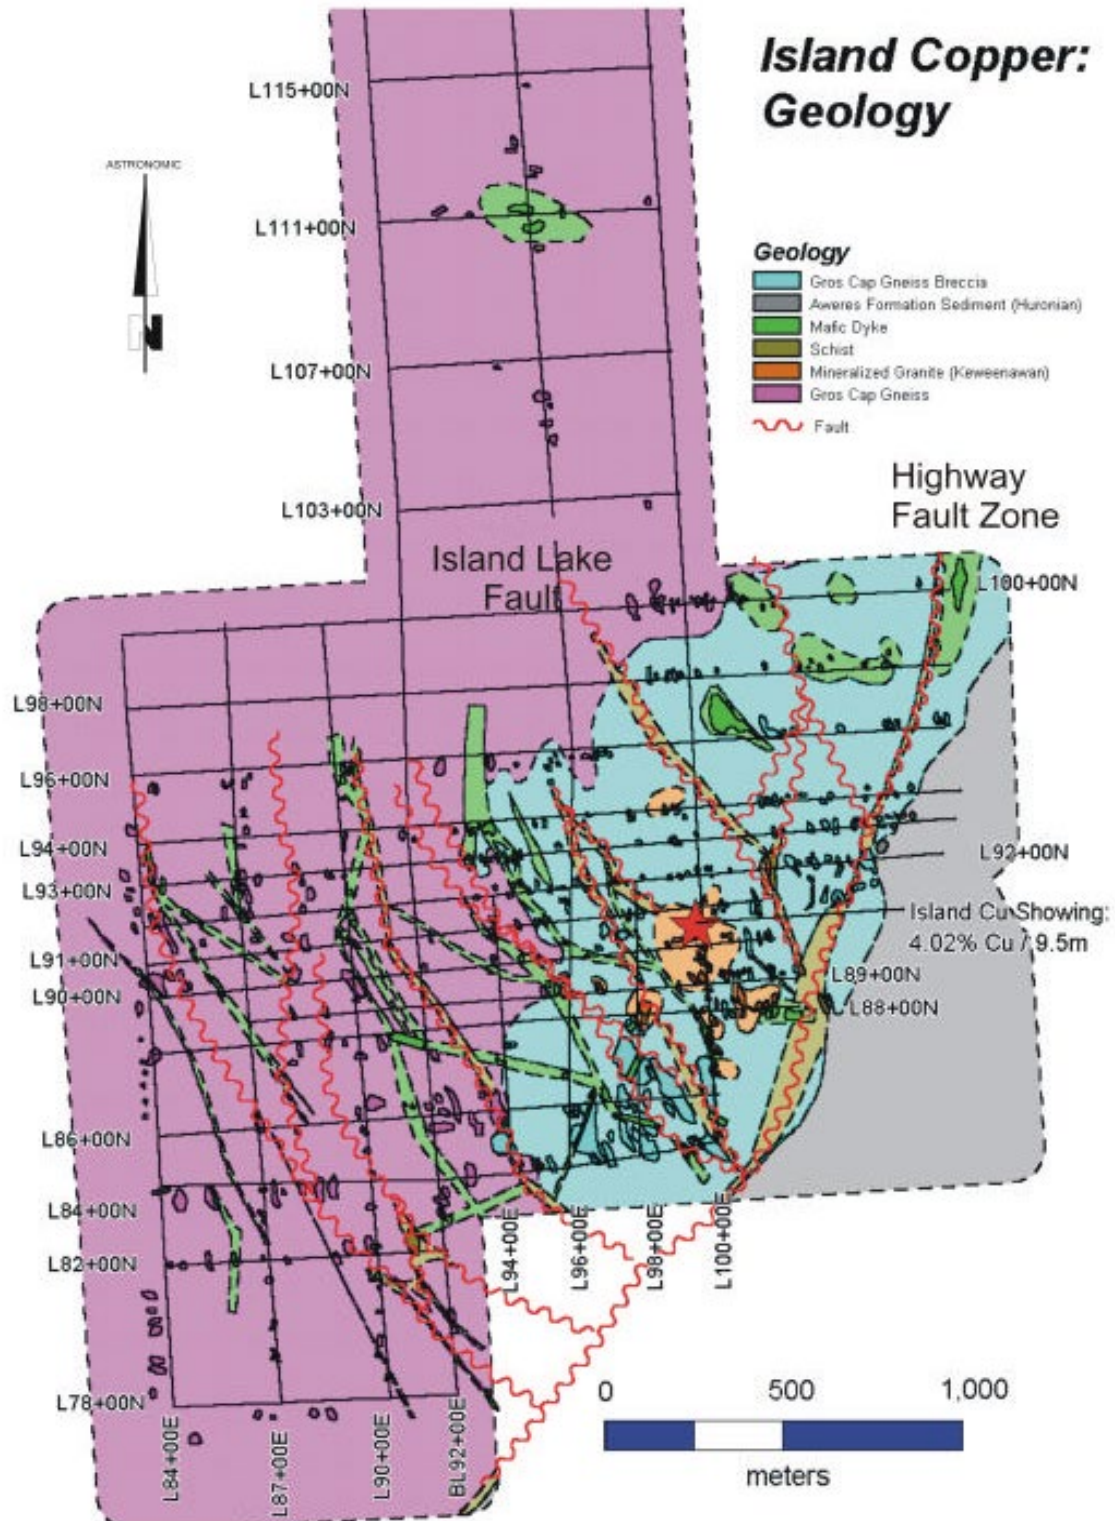 Island Copper:
Geology
ASTRONOMIC
N
L115+00N
L111+00N
L107+00N
L103+00N
Geology
Gros Cap Gneiss Breccia
Aweres Formation Sediment (Huronian)
Mafic Dyke
Schist
Mineralized Granite (Keweenawan)
Gros Cap Gneiss
Fault
Highway
Fault Zone
Island Lake
Fault
L100+00N
L98+00N
L96+00N
L94+00N
L93+00N
L92+00N
Island Cu Showing:
4.02% Cu / 9.5m
L91+00N
L90+00N
L89+00N
L88+00N
L86+00N
L84+00N
L82+00N
L78+00N
L94+00E
L96+00E
L98+00E
L100+00E
L84+00E
L87+00E
L90+00E
BL92+00E
0 500 1,000
meters